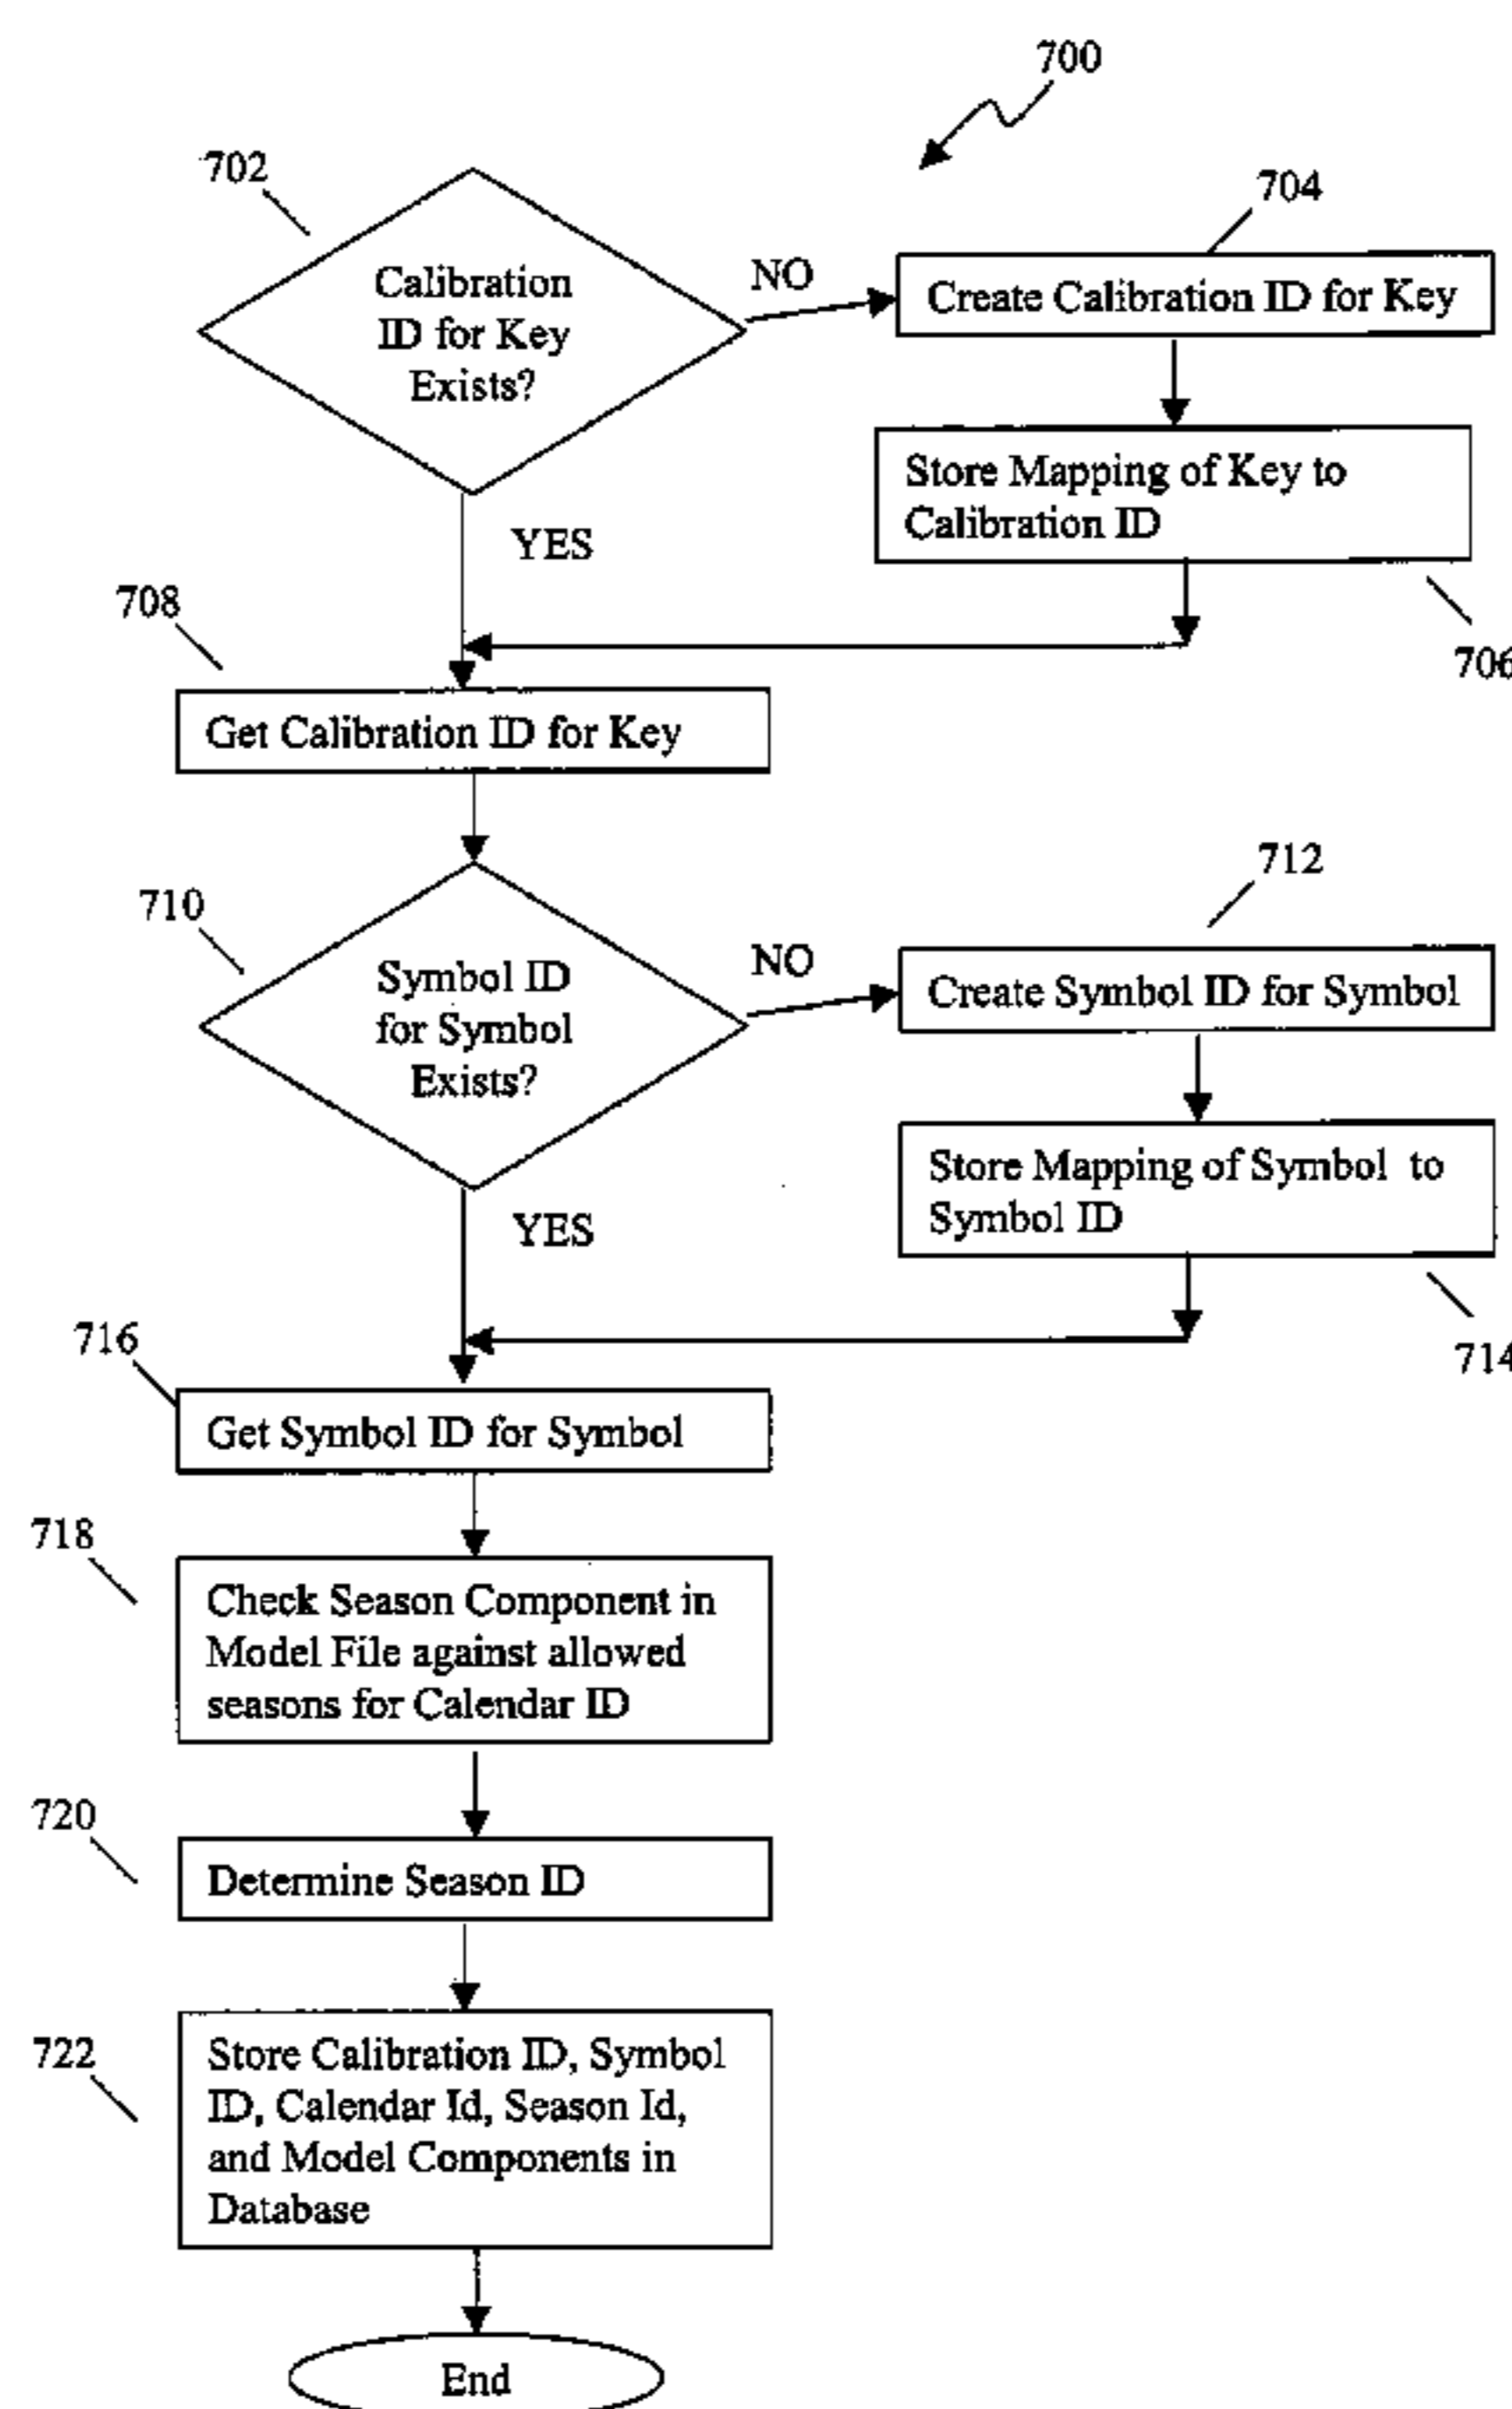 700
702
704
Calibration
ID for Key
Exists?
NO
Create Calibration ID for Key
Store Mapping of Key to
Calibration ID
YES
706
708
Get Calibration ID for Key
710
712
Symbol ID
for Symbol
Exists?
NO
Create Symbol ID for Symbol
Store Mapping of Symbol to
Symbol ID
YES
714
716
Get Symbol ID for Symbol
718
Check Season Component in
Model File against allowed
seasons for Calendar ID
720
Determine Season ID
722
Store Calibration ID, Symbol
ID, Calendar Id, Season Id,
and Model Components in
Database
End